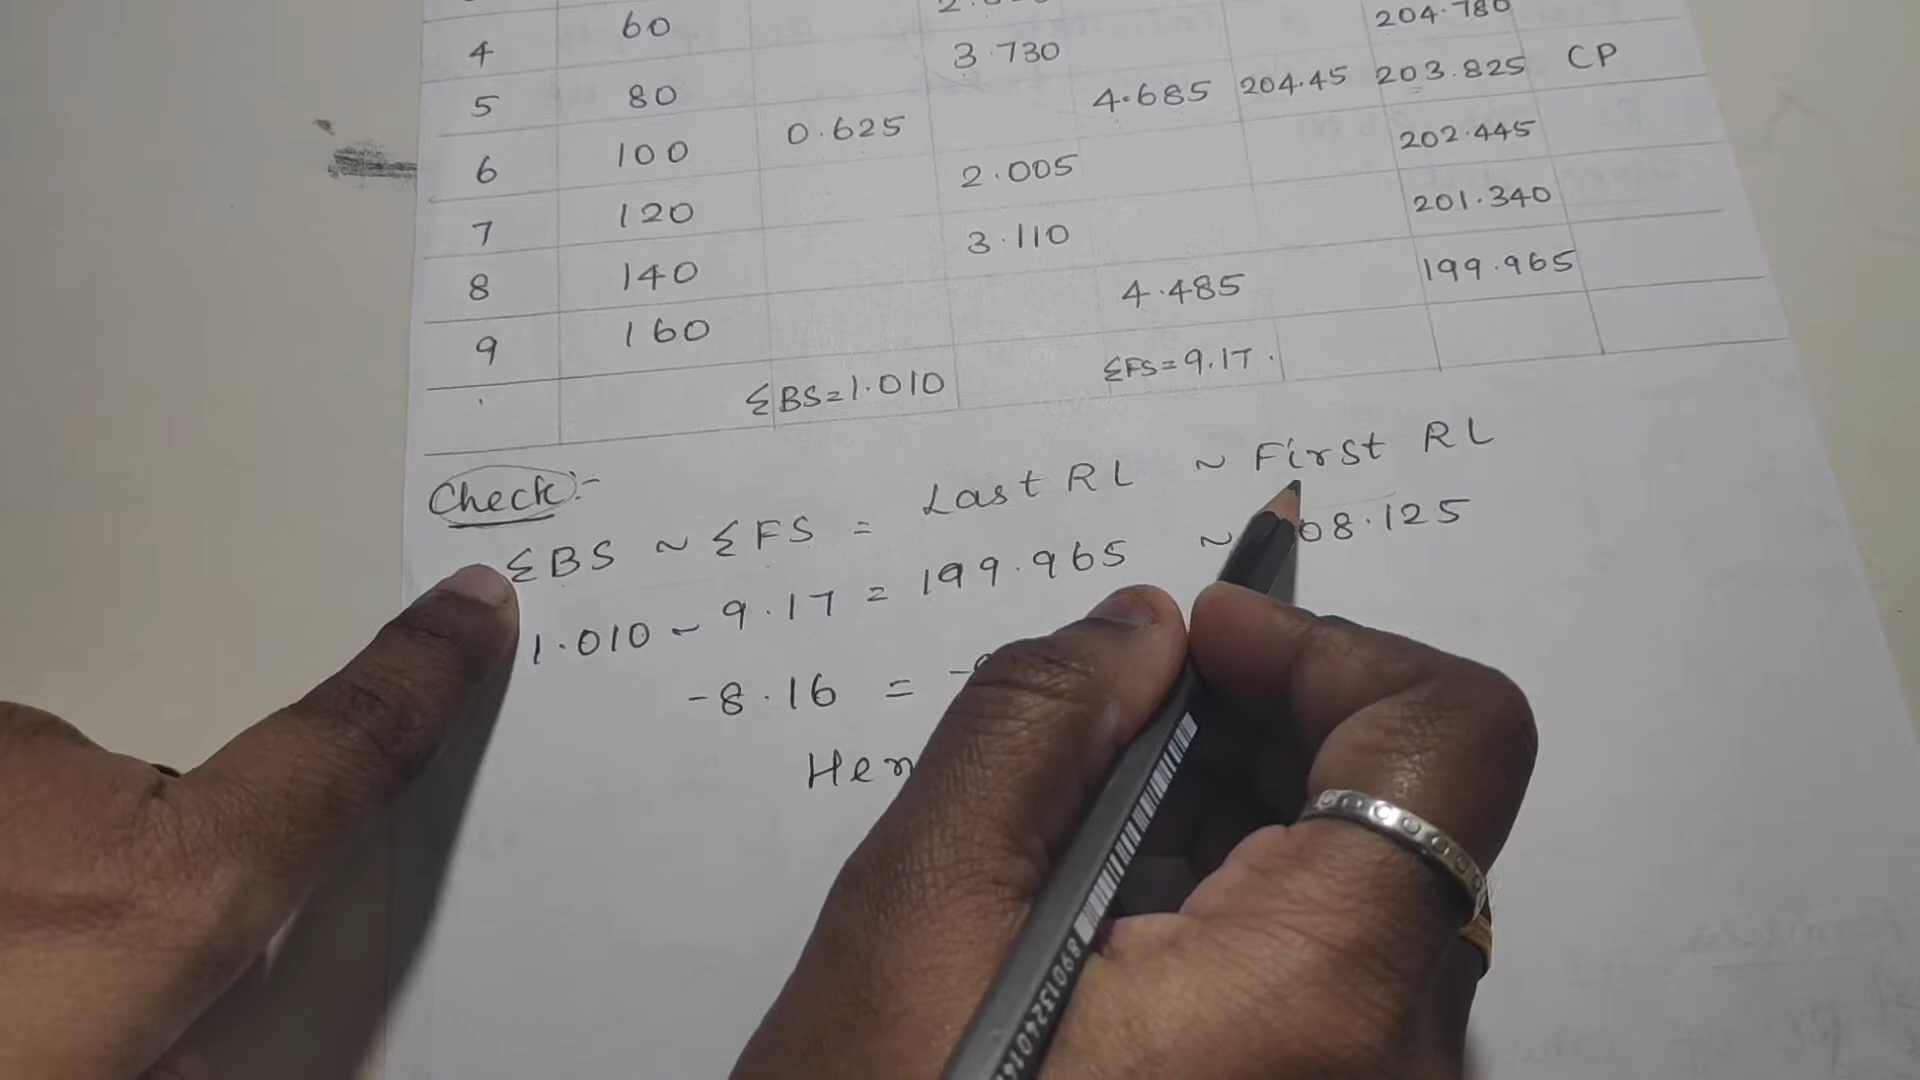 60 204.780
4 3.730
5 80 4.685 204.45 203.825 CP
6 100 0.625 202.445
7 120 2.005 201.340
8 140 3.110 199.965
9 160 4.485
ΣBS=1.010 ΣFS=9.17.
Check:-
ΣBS ~ ΣFS = Last RL ~ First RL
1.010 - 9.17 = 199.965 ~ 08.125
-8.16 = -
8901324016